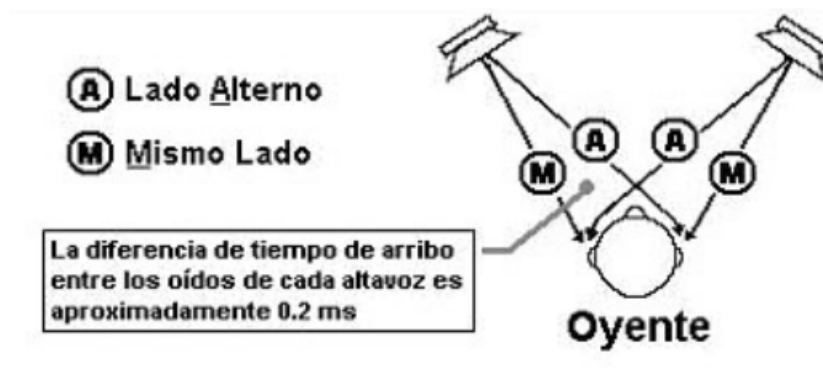 A Lado Alterno
M Mismo Lado
A A
M M
La diferencia de tiempo de arribo
entre los oídos de cada altavoz es
aproximadamente 0.2 ms
Oyente